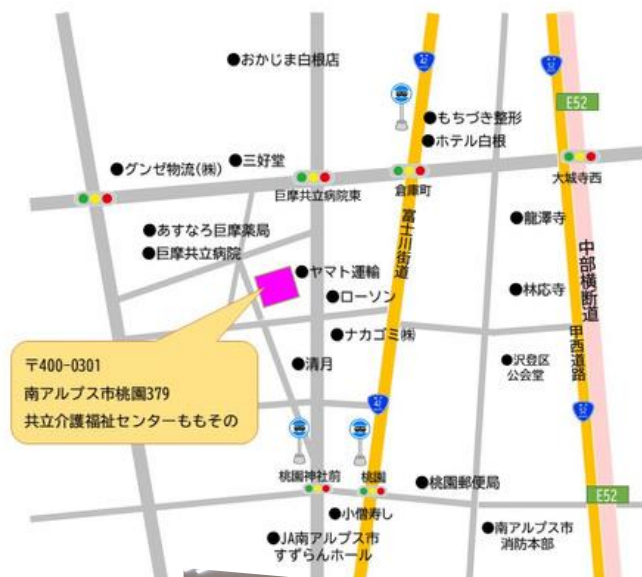 ●おかじま白根店
42
52
E52
●もちづき整形
●ホテル白根
●三好堂
●グンゼ物流(株)
巨摩共立病院東
倉庫町
大城寺西
●あすなろ巨摩薬局
●巨摩共立病院
富士川街道
●龍澤寺
中部横断道
●ヤマト運輸
●ローソン
●林応寺
甲西道路
●ナカゴミ㈱
●清月
●沢登区
公会堂
〒400-0301
南アルプス市桃園379
共立介護福祉センターももその
42
52
桃園神社前
桃園
●桃園郵便局
E52
●小僧寿し
●JA南アルプス市
すずらんホール
●南アルプス市
消防本部